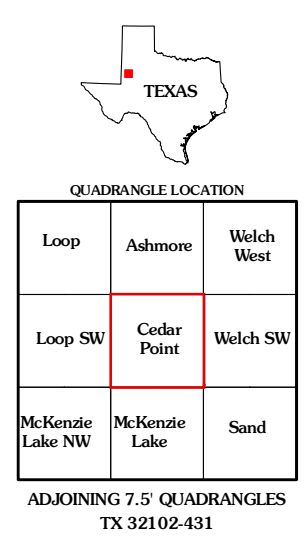 TEXAS
QUADRANGLE LOCATION
Loop
Ashmore
Welch
West
Loop SW
Cedar
Point
Welch SW
McKenzie
Lake NW
McKenzie
Lake
Sand
ADJOINING 7.5' QUADRANGLES
TX 32102-431